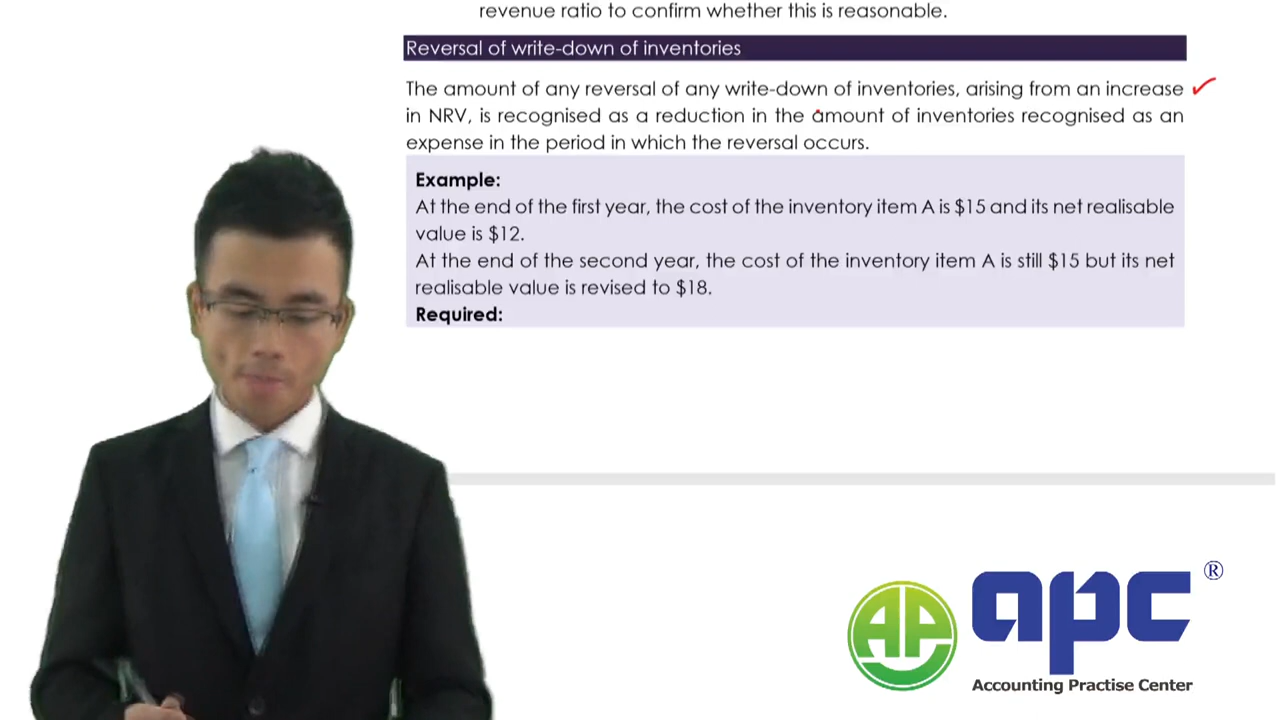 revenue ratio to confirm whether this is reasonable.
Reversal of write-down of inventories
The amount of any reversal of any write-down of inventories, arising from an increase
in NRV, is recognised as a reduction in the amount of inventories recognised as an
expense in the period in which the reversal occurs.
Example:
At the end of the first year, the cost of the inventory item A is $15 and its net realisable
value is $12.
At the end of the second year, the cost of the inventory item A is still $15 but its net
realisable value is revised to $18.
Required:
AP
apc ®
Accounting Practise Center